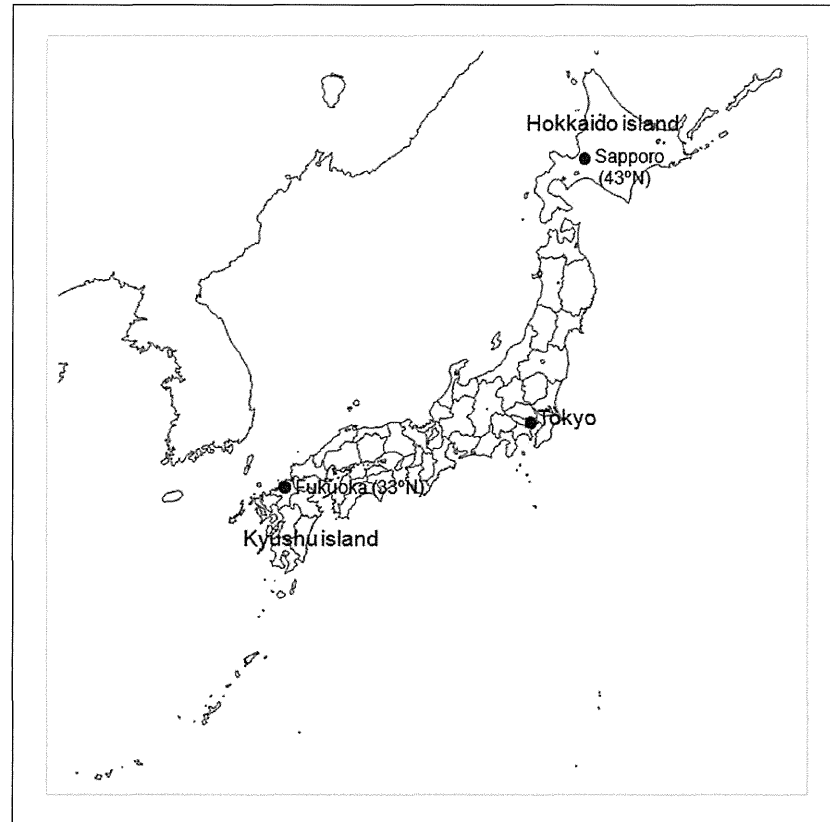 Hokkaido island
Sapporo
(43°N)
Tokyo
Fukuoka (33°N)
Kyushu island